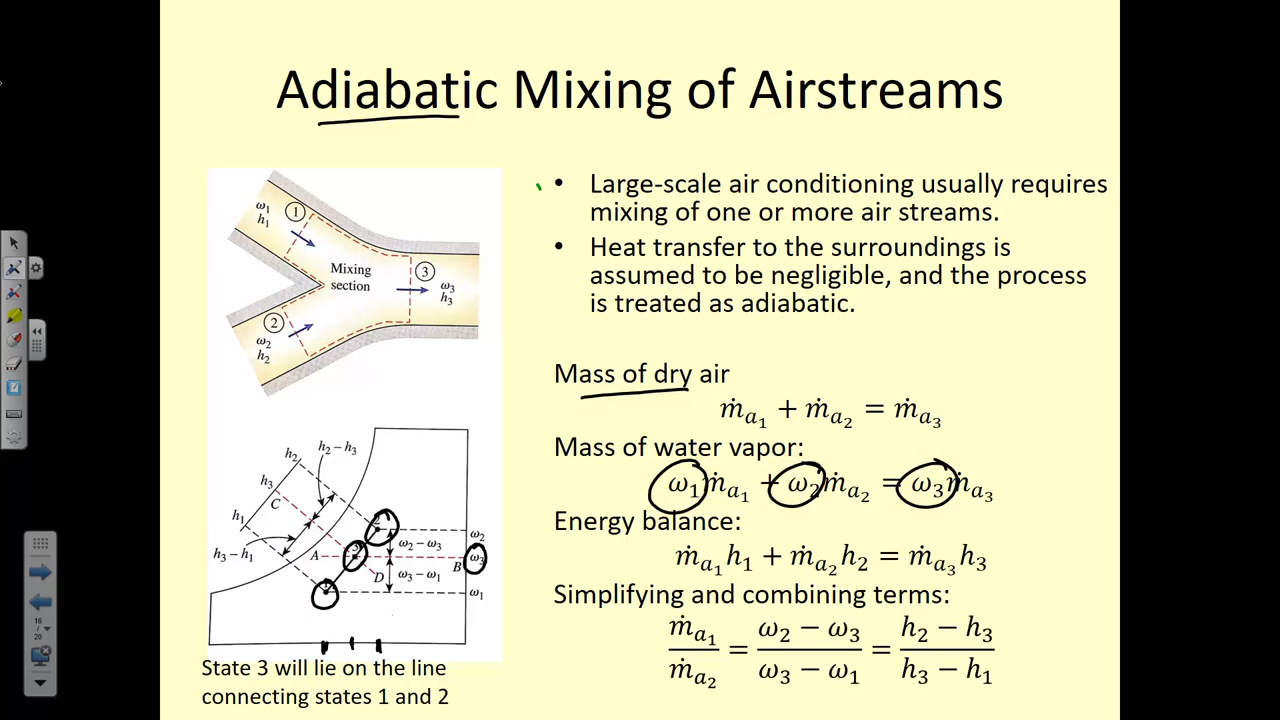 Adiabatic Mixing of Airstreams
ω1
h1
1
Mixing
section
3
ω3
h3
2
ω2
h2
• Large-scale air conditioning usually requires
mixing of one or more air streams.
• Heat transfer to the surroundings is
assumed to be negligible, and the process
is treated as adiabatic.
Mass of dry air
ṁa1 + ṁa2 = ṁa3
Mass of water vapor:
ω1ṁa1 + ω2ṁa2 = ω3ṁa3
Energy balance:
ṁa1h1 + ṁa2h2 = ṁa3h3
Simplifying and combining terms:
ṁa1/ṁa2 = (ω2 − ω3)/(ω3 − ω1) = (h2 − h3)/(h3 − h1)
h2 – h3
h2
h3
C
h1
h3 – h1
2
ω2
ω2 – ω3
3
A
ω3
B
D
ω3 – ω1
1
ω1
State 3 will lie on the line
connecting states 1 and 2
16
/
20